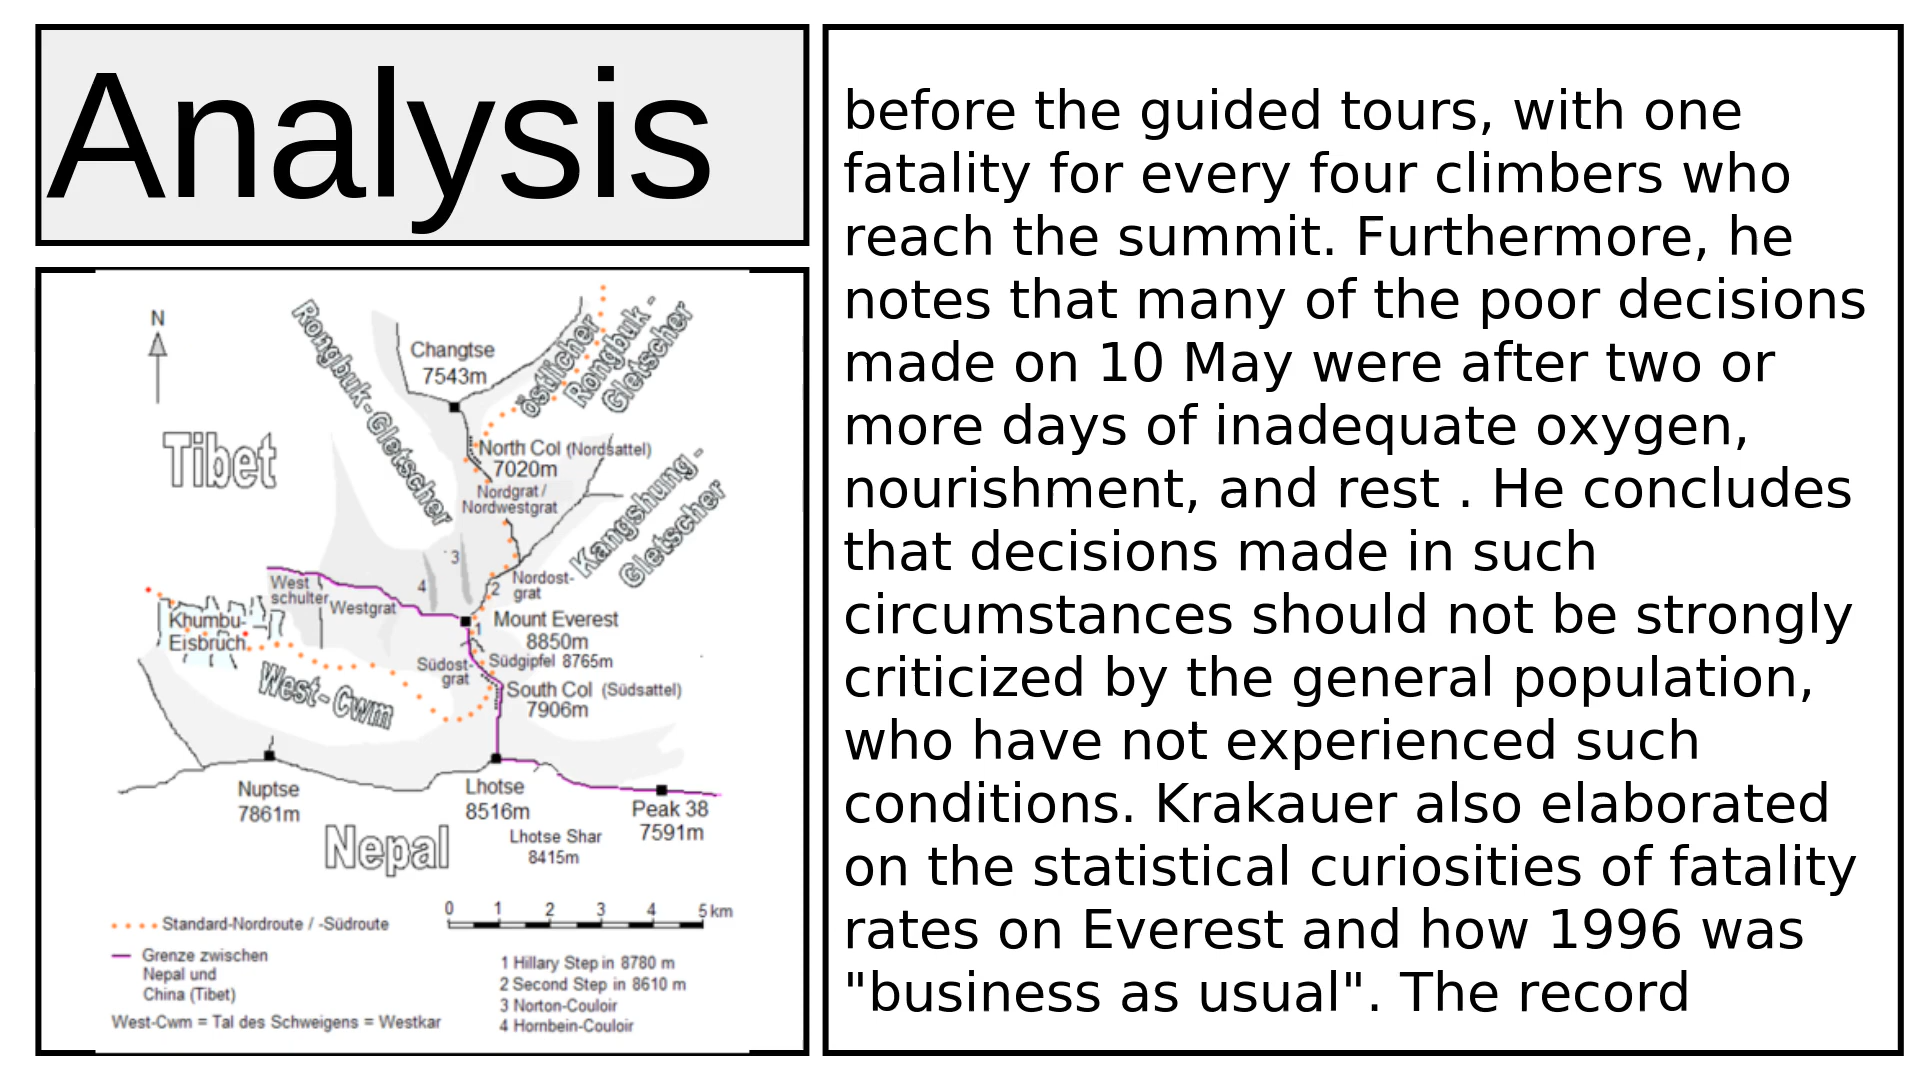 Analysis
N
Rongbuk-Gletscher
östlicher
Rongbuk-
Gletscher
Changtse
7543m
Tibet
North Col (Nordsattel)
7020m
Nordgrat /
Nordwestgrat
Kangshung-
Gletscher
3
4
2
Nordost-
grat
West
schulter
Westgrat
Khumbu-
Eisbruch
Mount Everest
8850m
1
Südost-
grat
Südgipfel 8765m
South Col (Südsattel)
7906m
West-Cwm
Nuptse
7861m
Lhotse
8516m
Peak 38
7591m
Lhotse Shar
8415m
Nepal
0 1 2 3 4 5 km
Standard-Nordroute / -Südroute
Grenze zwischen
Nepal und
China (Tibet)
West-Cwm = Tal des Schweigens = Westkar
1 Hillary Step in 8780 m
2 Second Step in 8610 m
3 Norton-Couloir
4 Hornbein-Couloir
before the guided tours, with one
fatality for every four climbers who
reach the summit. Furthermore, he
notes that many of the poor decisions
made on 10 May were after two or
more days of inadequate oxygen,
nourishment, and rest . He concludes
that decisions made in such
circumstances should not be strongly
criticized by the general population,
who have not experienced such
conditions. Krakauer also elaborated
on the statistical curiosities of fatality
rates on Everest and how 1996 was
"business as usual". The record